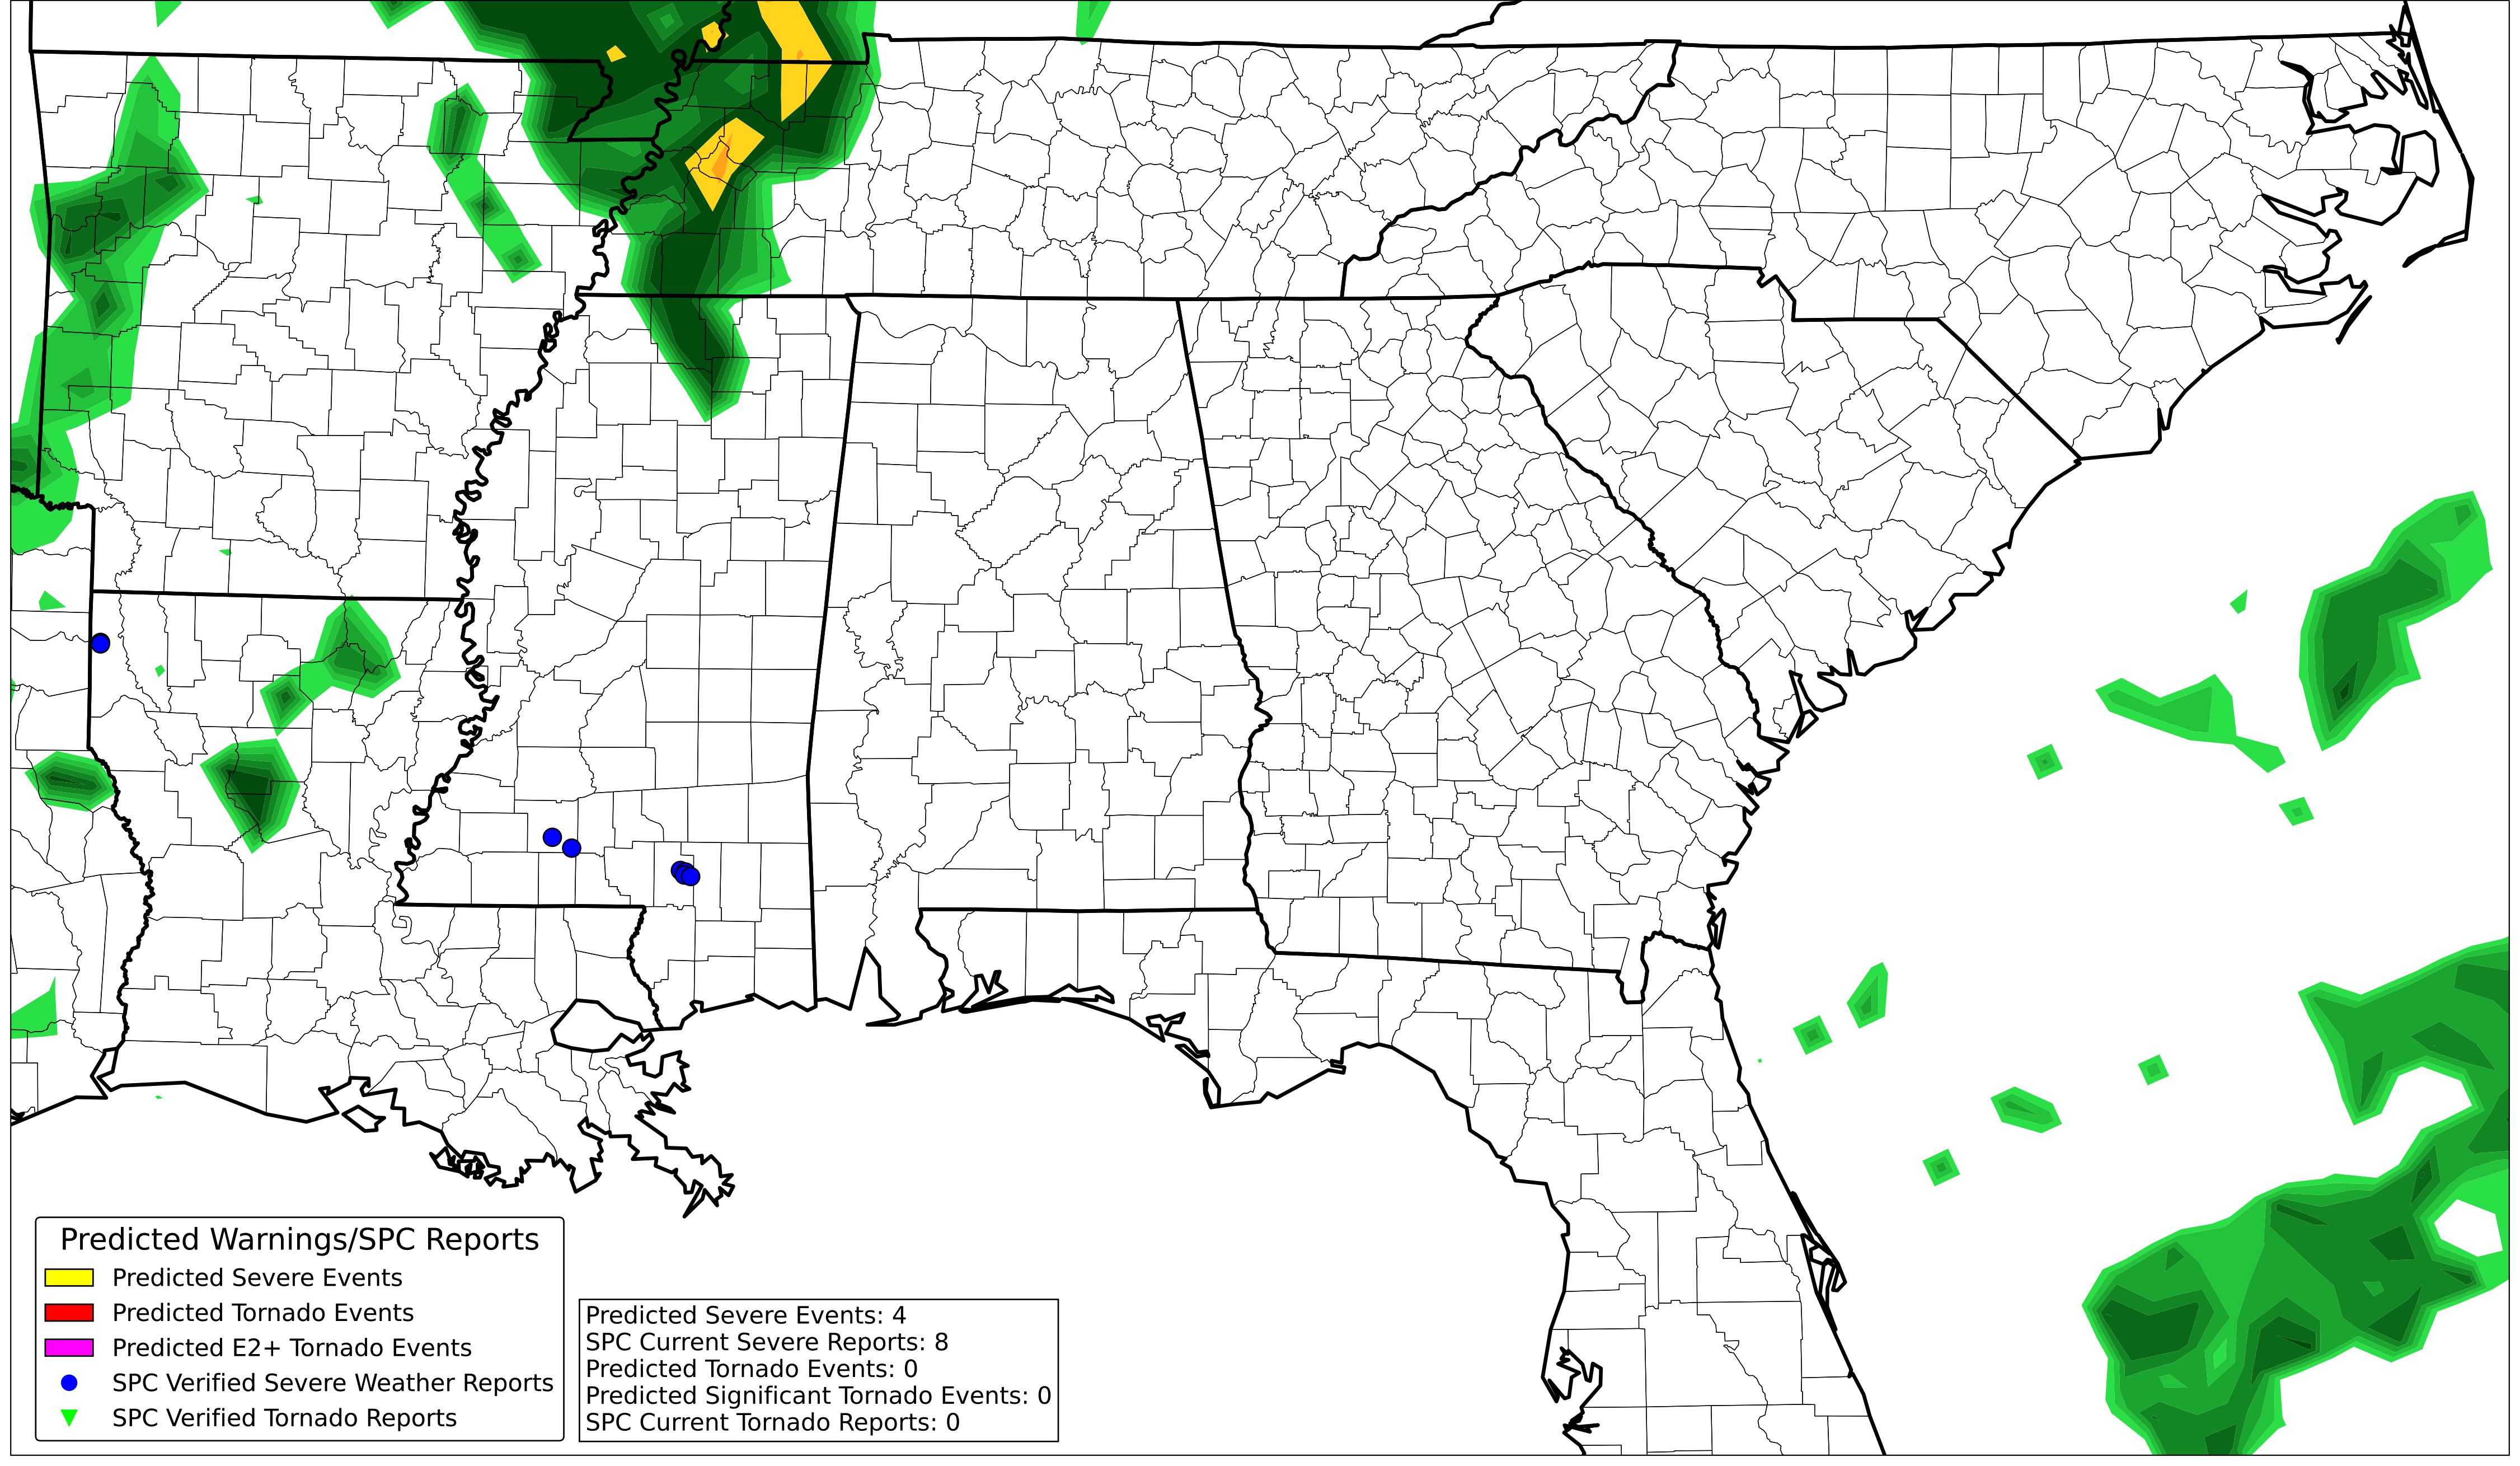 Predicted Warnings/SPC Reports
Predicted Severe Events
Predicted Tornado Events
Predicted E2+ Tornado Events
SPC Verified Severe Weather Reports
SPC Verified Tornado Reports
Predicted Severe Events: 4
SPC Current Severe Reports: 8
Predicted Tornado Events: 0
Predicted Significant Tornado Events: 0
SPC Current Tornado Reports: 0